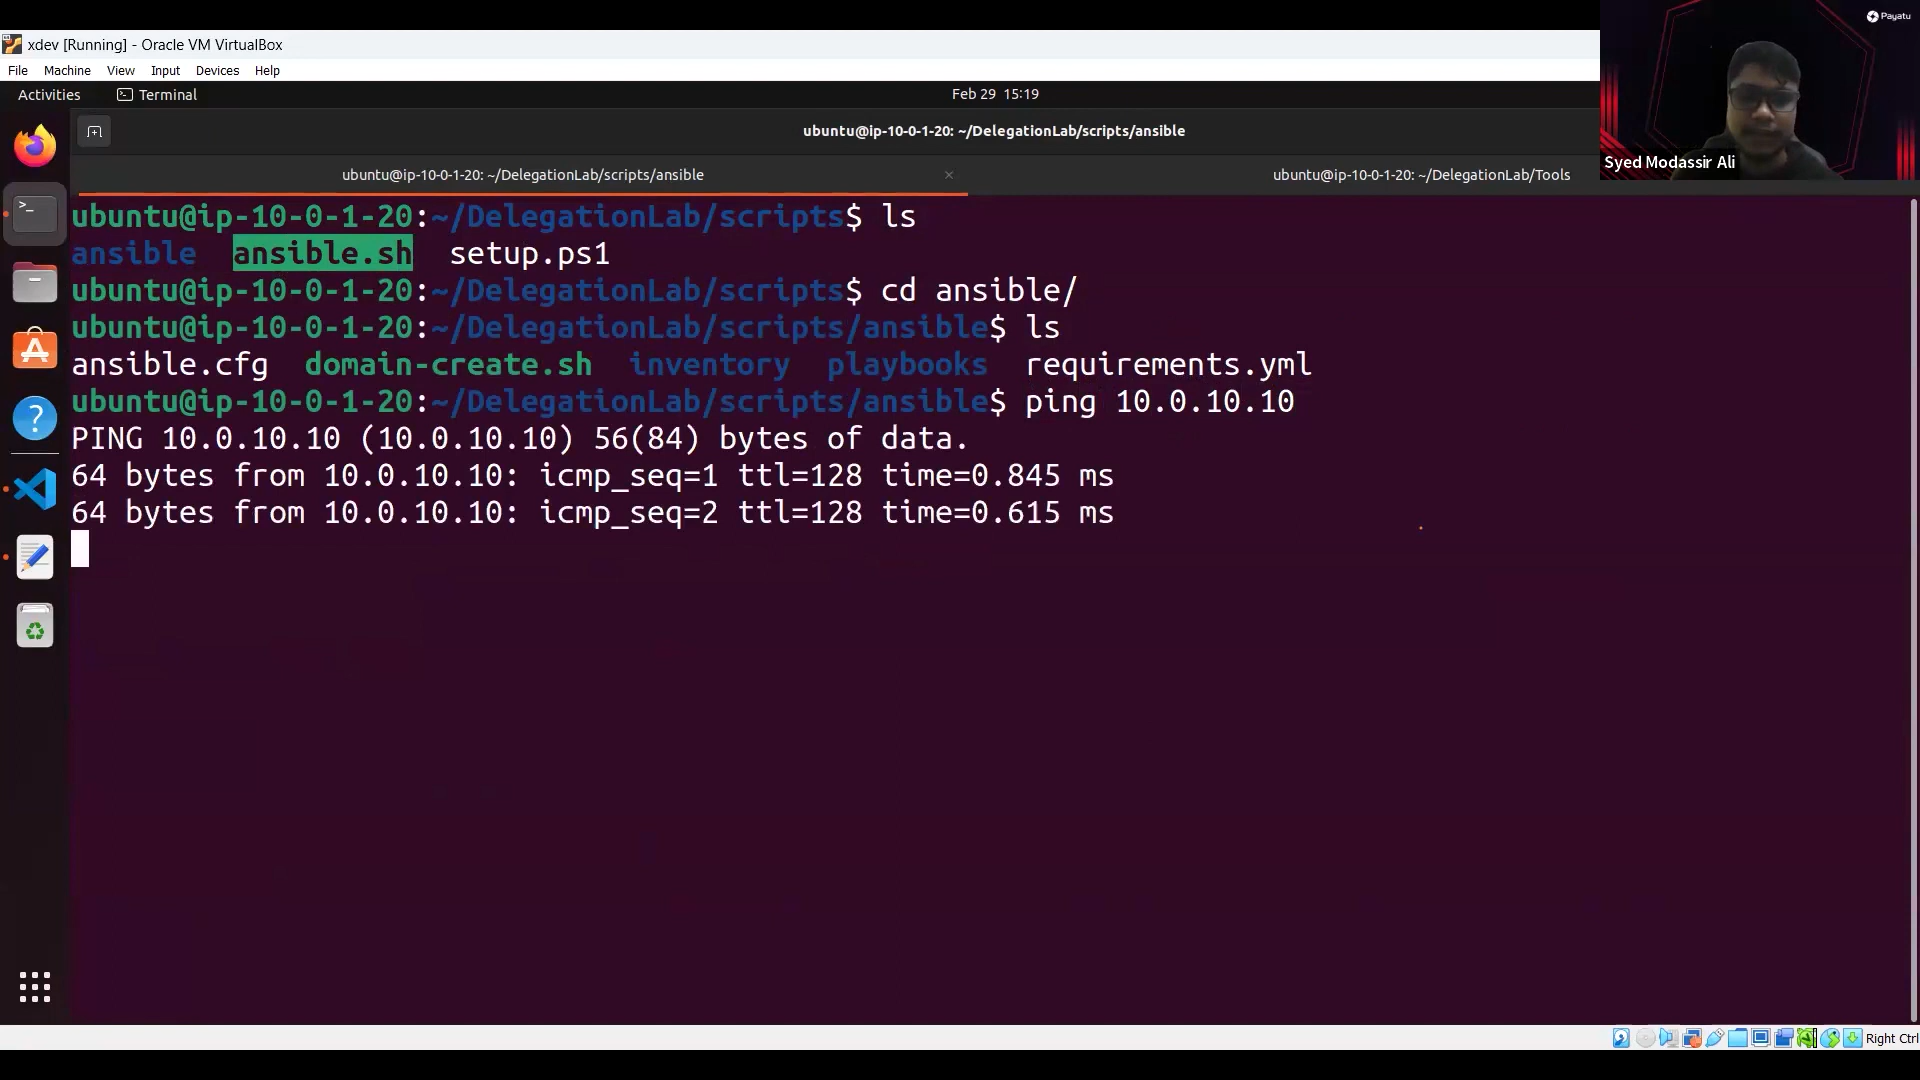 Payatu
xdev [Running] - Oracle VM VirtualBox
File Machine View Input Devices Help
Activities Terminal Feb 29 15:19
ubuntu@ip-10-0-1-20: ~/DelegationLab/scripts/ansible
Syed Modassir Ali
ubuntu@ip-10-0-1-20: ~/DelegationLab/scripts/ansible × ubuntu@ip-10-0-1-20: ~/DelegationLab/Tools
ubuntu@ip-10-0-1-20:~/DelegationLab/scripts$ ls
ansible ansible.sh setup.ps1
ubuntu@ip-10-0-1-20:~/DelegationLab/scripts$ cd ansible/
ubuntu@ip-10-0-1-20:~/DelegationLab/scripts/ansible$ ls
ansible.cfg domain-create.sh inventory playbooks requirements.yml
ubuntu@ip-10-0-1-20:~/DelegationLab/scripts/ansible$ ping 10.0.10.10
PING 10.0.10.10 (10.0.10.10) 56(84) bytes of data.
64 bytes from 10.0.10.10: icmp_seq=1 ttl=128 time=0.845 ms
64 bytes from 10.0.10.10: icmp_seq=2 ttl=128 time=0.615 ms
Right Ctrl